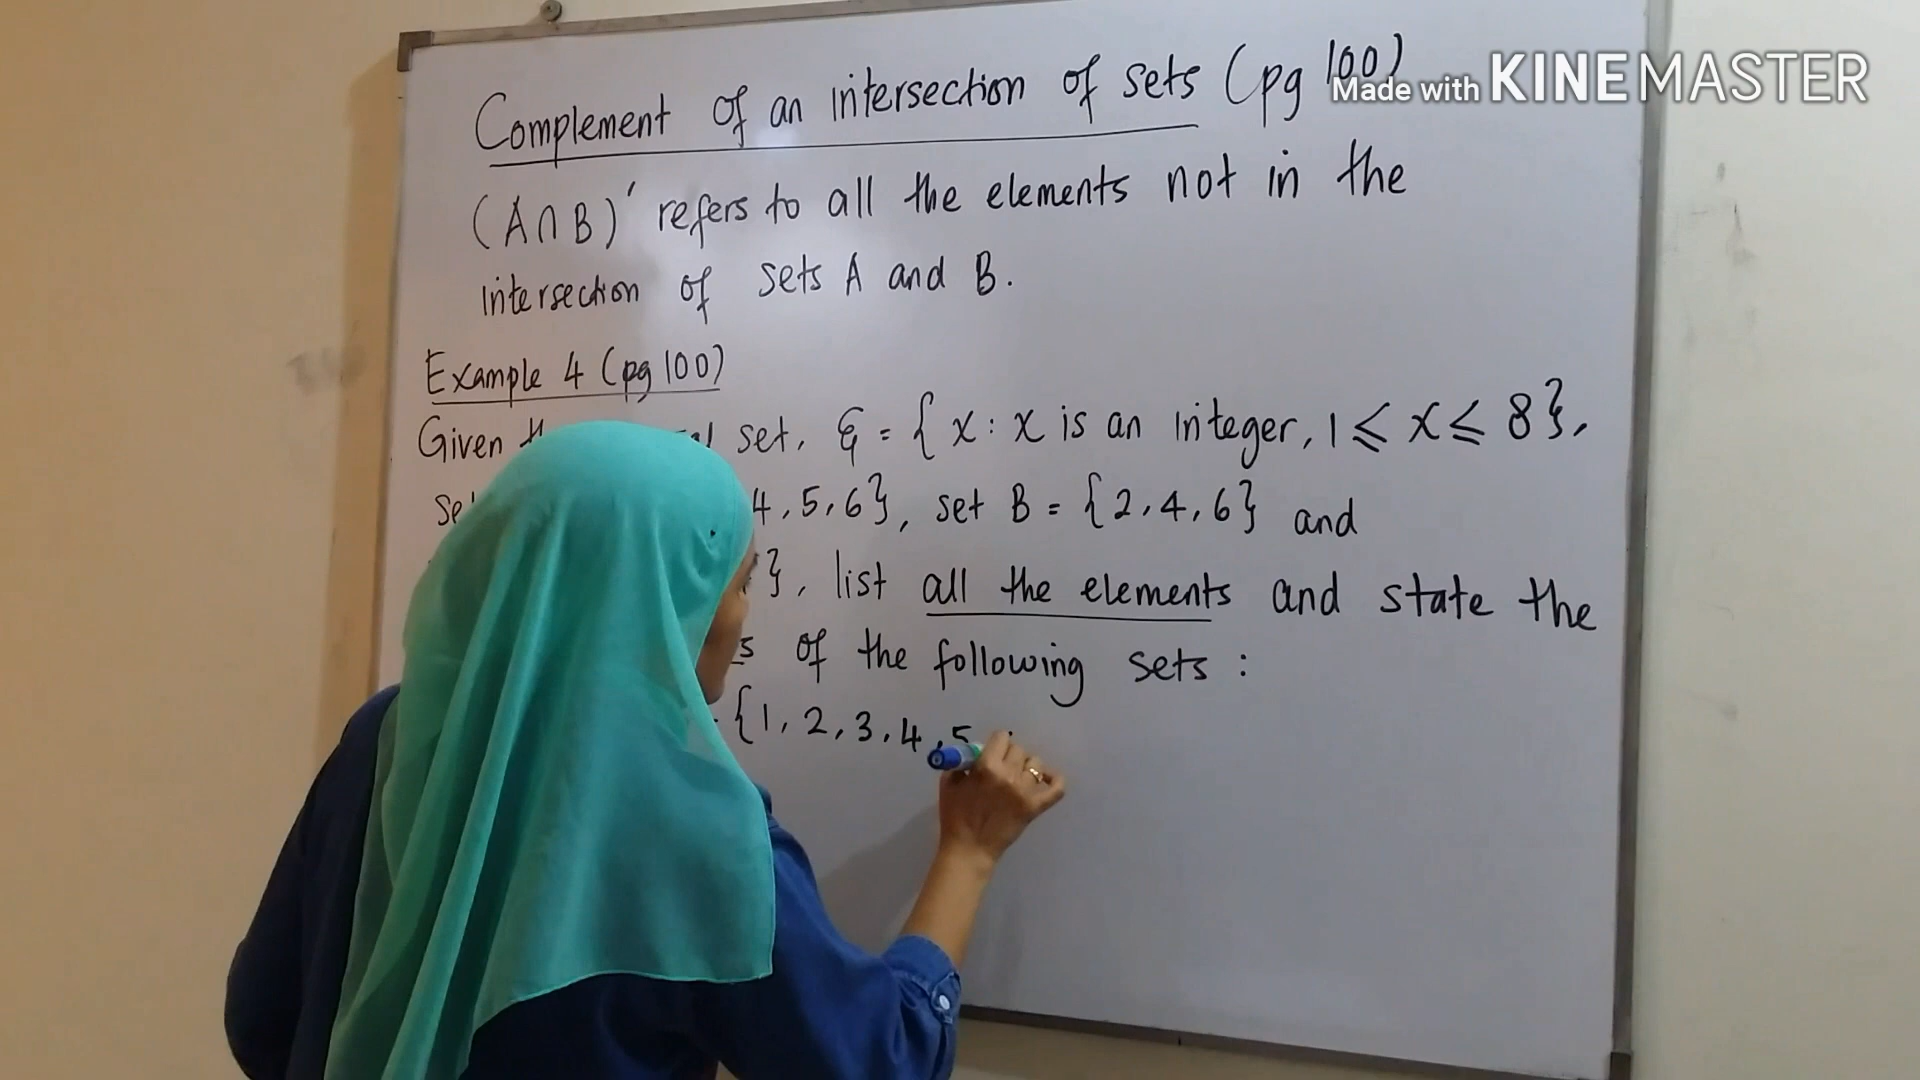 Complement of an intersection of sets (pg 100)
Made with KINEMASTER
(A∩B)' refers to all the elements not in the
intersection of sets A and B.
Example 4 (pg 100)
Given set, ξ = {x : x is an integer, 1 ⩽ x ⩽ 8},
4, 5, 6}, set B = {2, 4, 6} and
}, list all the elements and state the
of the following sets :
{1, 2, 3, 4, 5